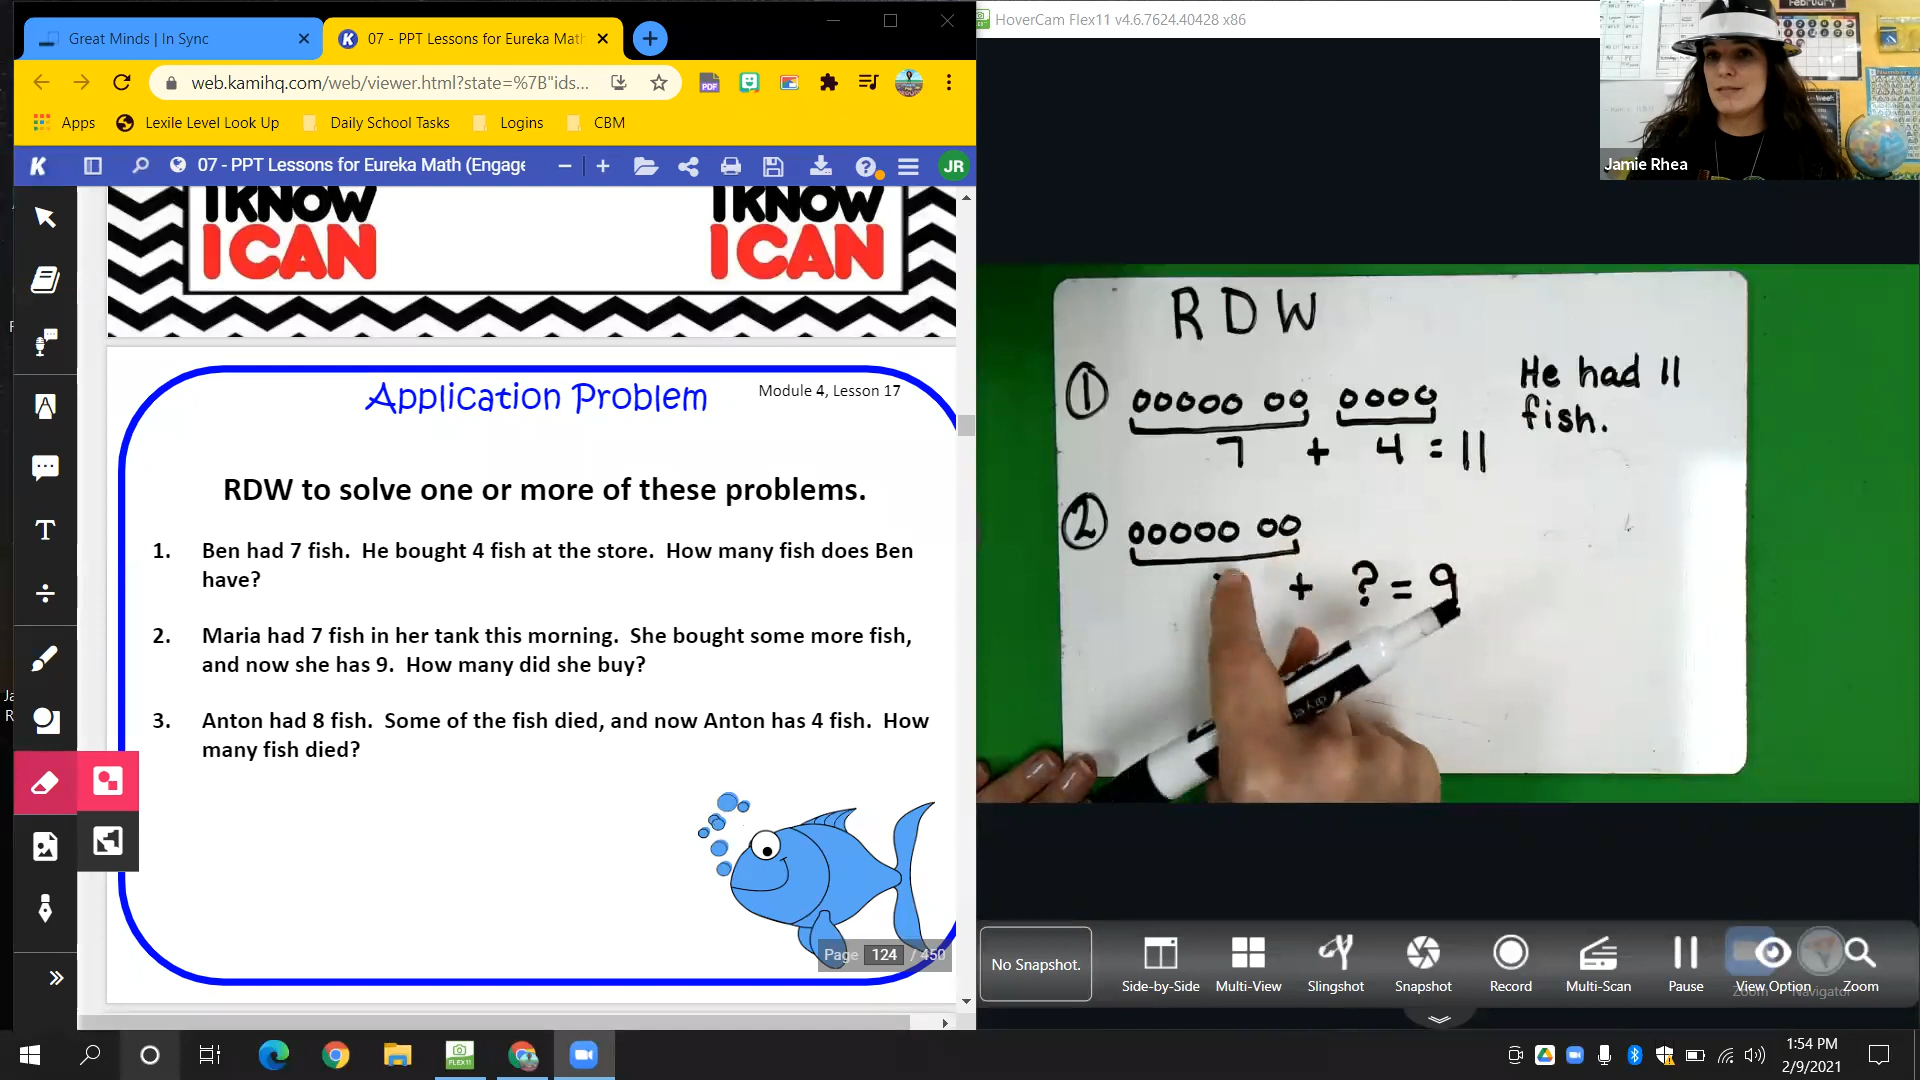 HoverCam Flex11 v4.6.7624.40428 x86
Great Minds | In Sync
07 - PPT Lessons for Eureka Math
web.kamihq.com/web/viewer.html?state=%7B"ids...
PDF
Apps
Lexile Level Look Up
Daily School Tasks
Logins
CBM
K
07 - PPT Lessons for Eureka Math (Engage
JR
I KNOW
I CAN
I KNOW
I CAN
Application Problem
Module 4, Lesson 17
RDW to solve one or more of these problems.
1. Ben had 7 fish. He bought 4 fish at the store. How many fish does Ben
have?
2. Maria had 7 fish in her tank this morning. She bought some more fish,
and now she has 9. How many did she buy?
3. Anton had 8 fish. Some of the fish died, and now Anton has 4 fish. How
many fish died?
Page 124 / 450
February
Jamie Rhea
RDW
1
He had 11
fish.
7 + 4 = 11
2
+ ? = 9
No Snapshot.
Side-by-Side
Multi-View
Slingshot
Snapshot
Record
Multi-Scan
Pause
View Option
Zoom
Zoom
Navigator
FLEX11
1:54 PM
2/9/2021